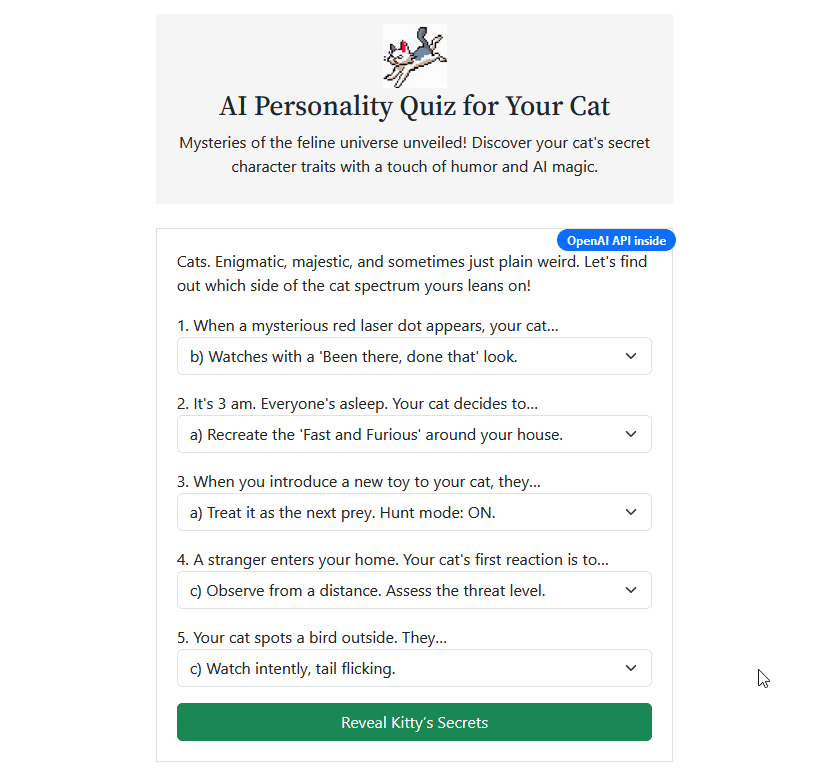 AI Personality Quiz for Your Cat
Mysteries of the feline universe unveiled! Discover your cat's secret
character traits with a touch of humor and AI magic.
OpenAI API inside
Cats. Enigmatic, majestic, and sometimes just plain weird. Let's find
out which side of the cat spectrum yours leans on!
1. When a mysterious red laser dot appears, your cat...
b) Watches with a 'Been there, done that' look.
2. It's 3 am. Everyone's asleep. Your cat decides to...
a) Recreate the 'Fast and Furious' around your house.
3. When you introduce a new toy to your cat, they...
a) Treat it as the next prey. Hunt mode: ON.
4. A stranger enters your home. Your cat's first reaction is to...
c) Observe from a distance. Assess the threat level.
5. Your cat spots a bird outside. They...
c) Watch intently, tail flicking.
Reveal Kitty’s Secrets